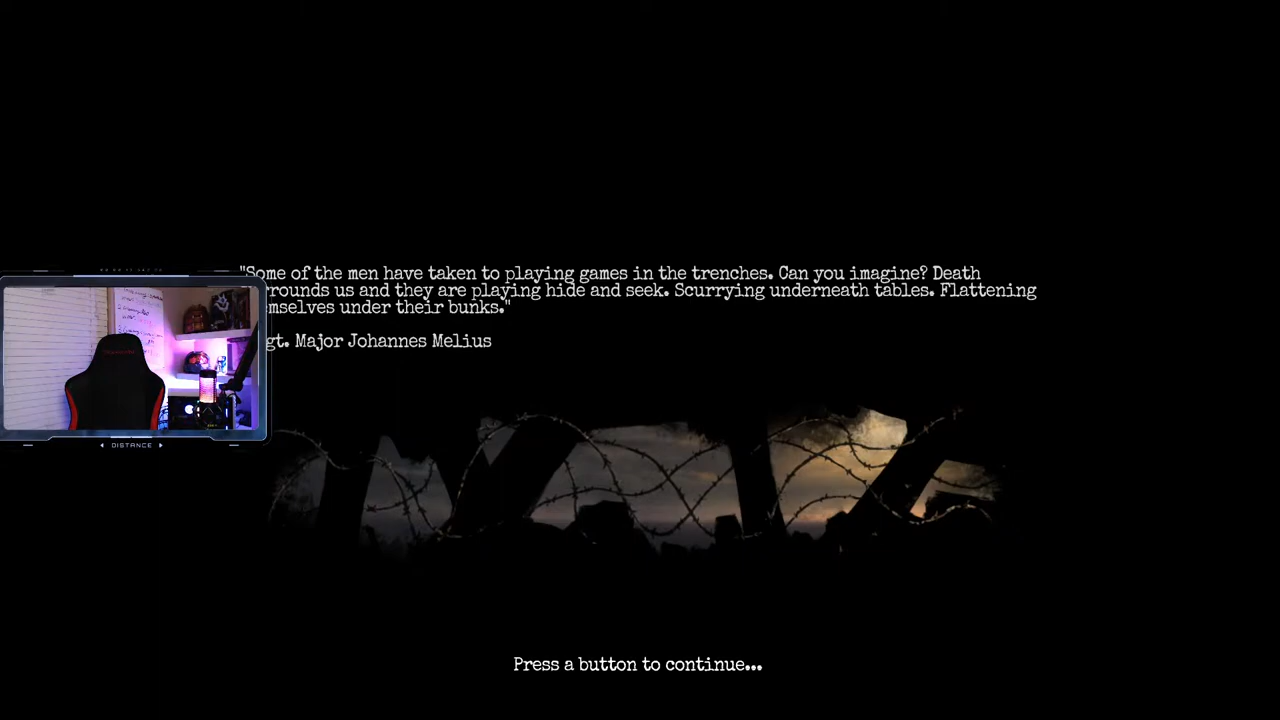 "Some of the men have taken to playing games in the trenches. Can you imagine? Death
rounds us and they are playing hide and seek. Scurrying underneath tables. Flattening
emselves under their bunks."
gt. Major Johannes Melius
DISTANCE
Press a button to continue...